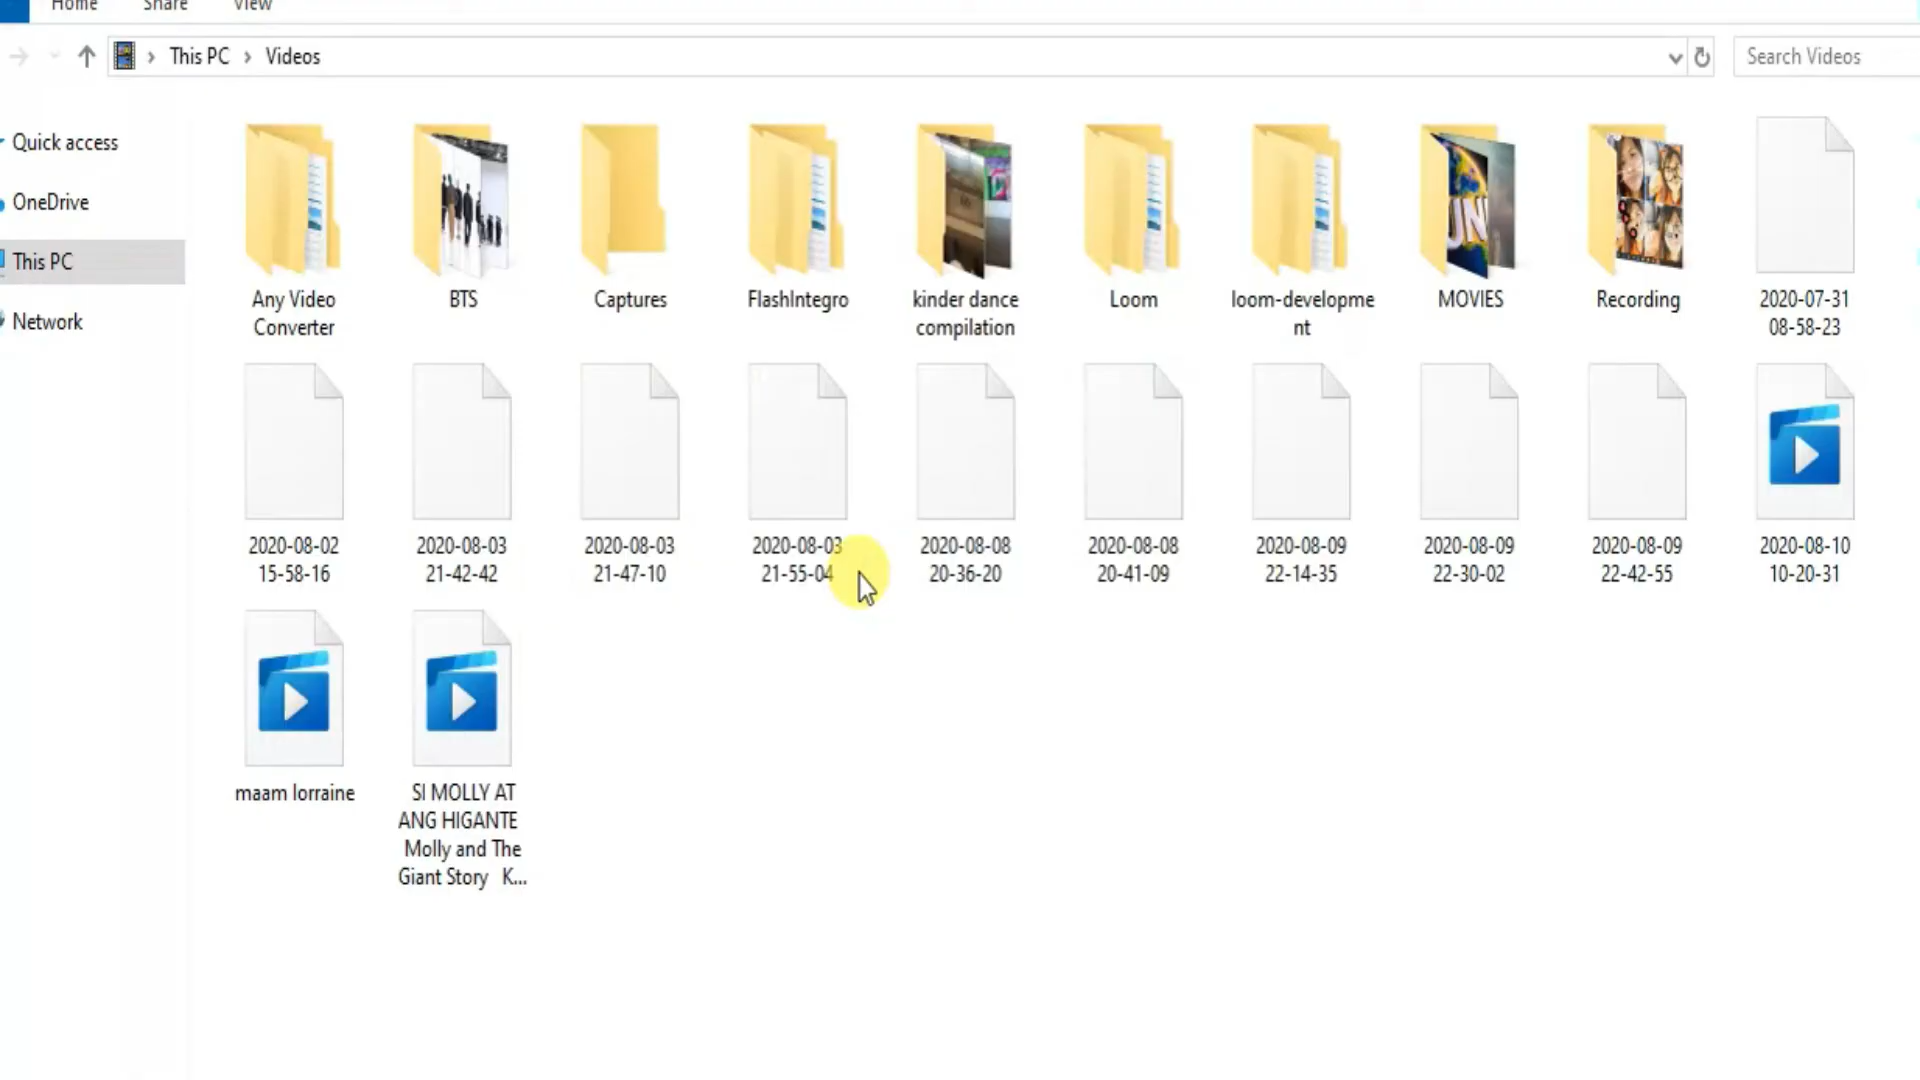 Home Share View
This PC Videos
Search Videos
Quick access
OneDrive
This PC
Network
Any Video
Converter
BTS
Captures
FlashIntegro
kinder dance
compilation
Loom
loom-developme
nt
MOVIES
Recording
2020-07-31
08-58-23
2020-08-02
15-58-16
2020-08-03
21-42-42
2020-08-03
21-47-10
2020-08-03
21-55-04
2020-08-08
20-36-20
2020-08-08
20-41-09
2020-08-09
22-14-35
2020-08-09
22-30-02
2020-08-09
22-42-55
2020-08-10
10-20-31
maam lorraine
SI MOLLY AT
ANG HIGANTE
Molly and The
Giant Story K...